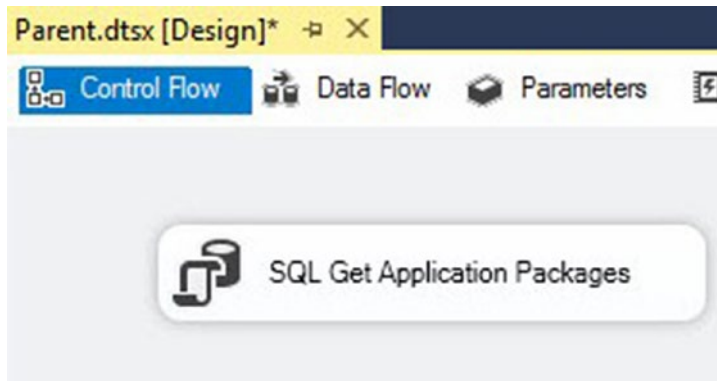 Parent.dtsx [Design]*
Control Flow Data Flow Parameters
SQL Get Application Packages